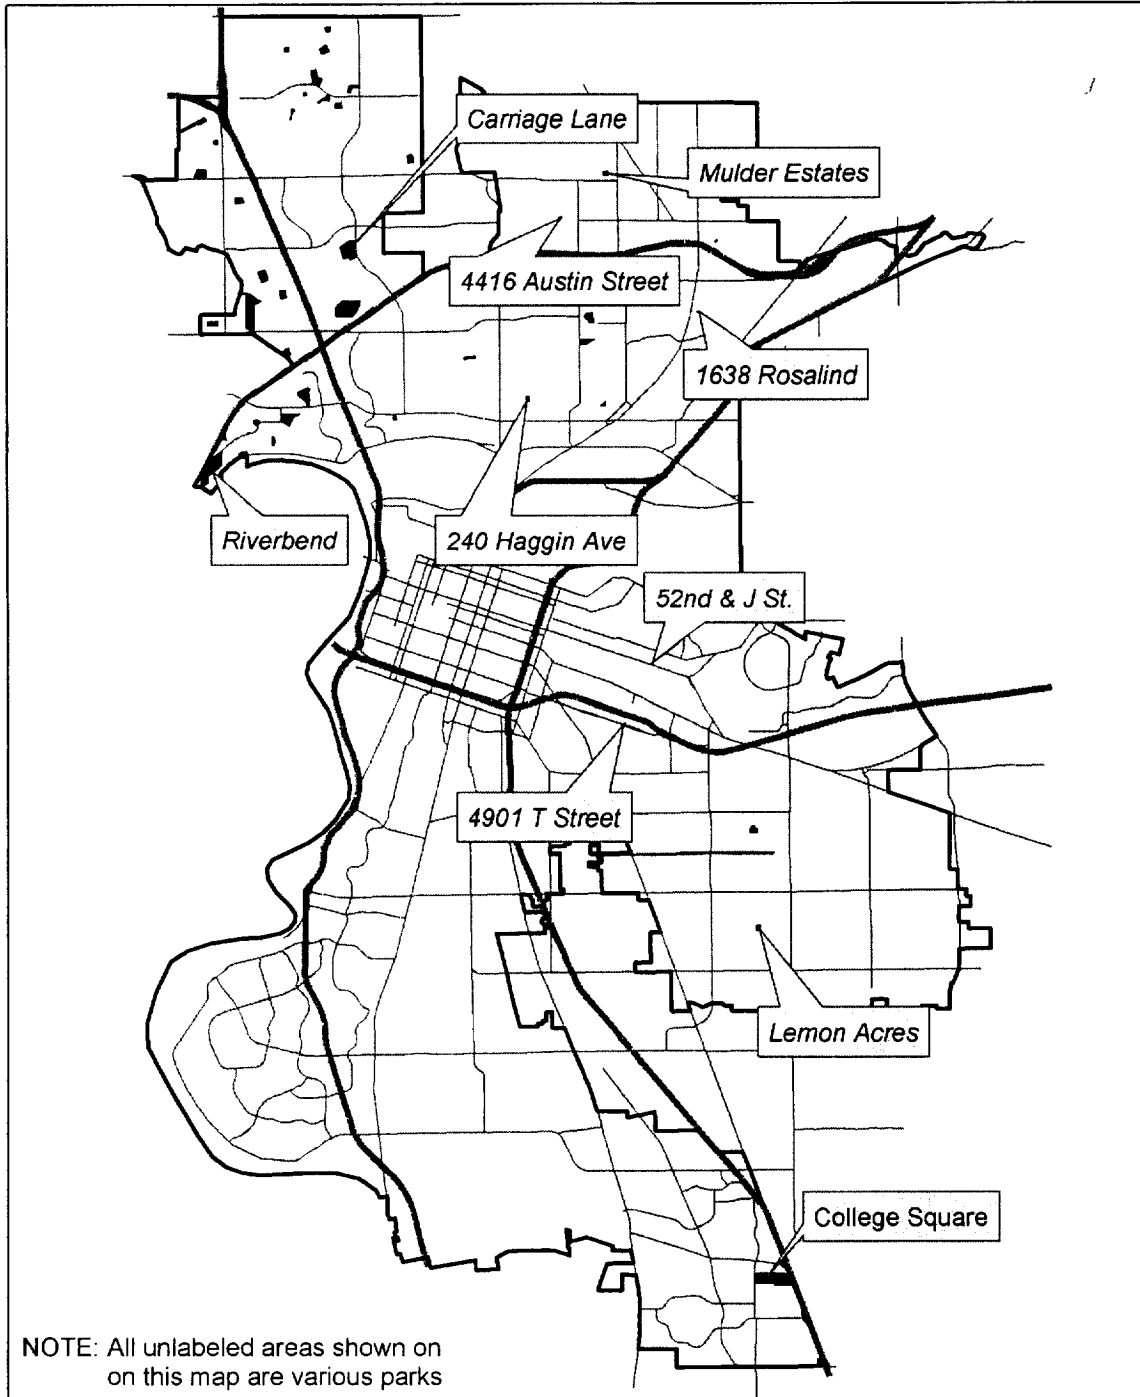 Carriage Lane
Mulder Estates
4416 Austin Street
1638 Rosalind
Riverbend
240 Haggin Ave
52nd & J St.
4901 T Street
Lemon Acres
College Square
NOTE: All unlabeled areas shown on
on this map are various parks